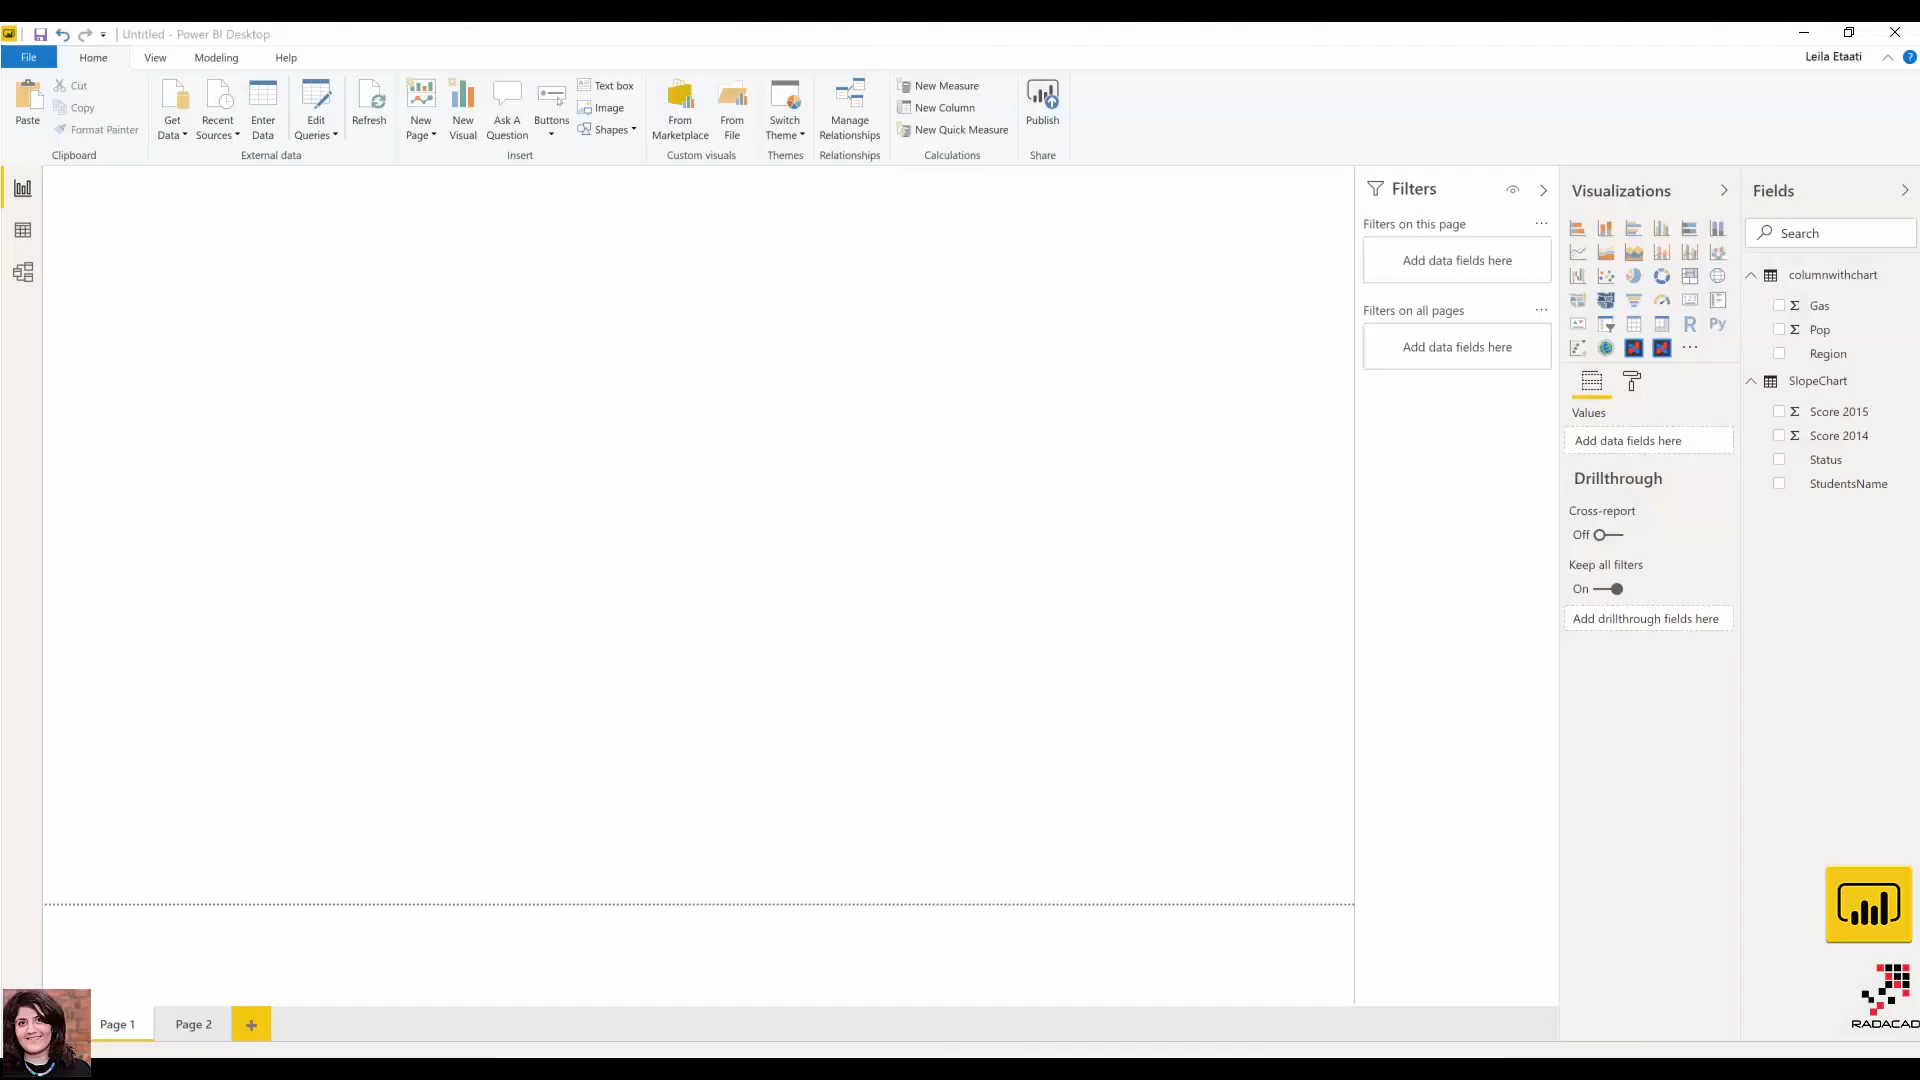 Untitled - Power BI Desktop
File Home View Modeling Help
Leila Etaati
Paste
Cut
Copy
Format Painter
Clipboard
Get Data
Recent Sources
Enter Data
Edit Queries
Refresh
External data
New Page
New Visual
Ask A Question
Buttons
Text box
Image
Shapes
Insert
From Marketplace
From File
Custom visuals
Switch Theme
Themes
Manage Relationships
Relationships
New Measure
New Column
New Quick Measure
Calculations
Publish
Share
Filters
Filters on this page
Add data fields here
Filters on all pages
Add data fields here
Visualizations
R Py
Values
Add data fields here
Drillthrough
Cross-report
Off
Keep all filters
On
Add drillthrough fields here
Fields
Search
columnwithchart
Σ Gas
Σ Pop
Region
SlopeChart
Σ Score 2015
Σ Score 2014
Status
StudentsName
RADACAD
Page 1 Page 2 +